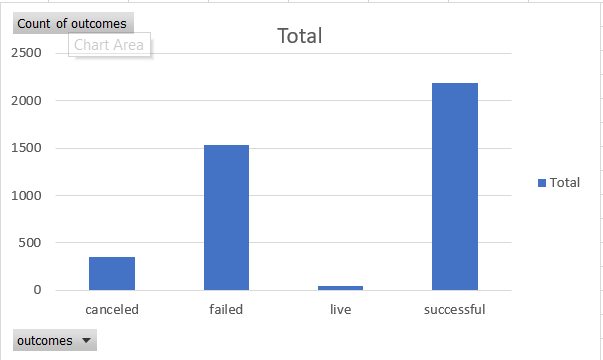 Count of outcomes
Chart Area
Total
2500
2000
1500
1000
500
0
canceled failed live successful
Total
outcomes